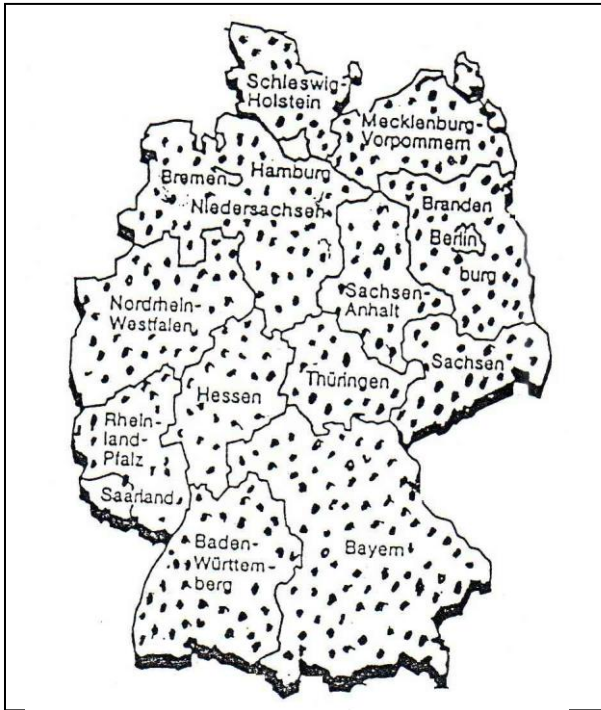 Schleswig-
Holstein
Mecklenburg-
Vorpommern
Hamburg
Bremen
Niedersachsen
Branden
Berlin
burg
Sachsen-
Anhalt
Nordrhein-
Westfalen
Sachsen
Thüringen
Hessen
Rhein-
land-
Pfalz
Saarland
Baden-
Württem-
berg
Bayern